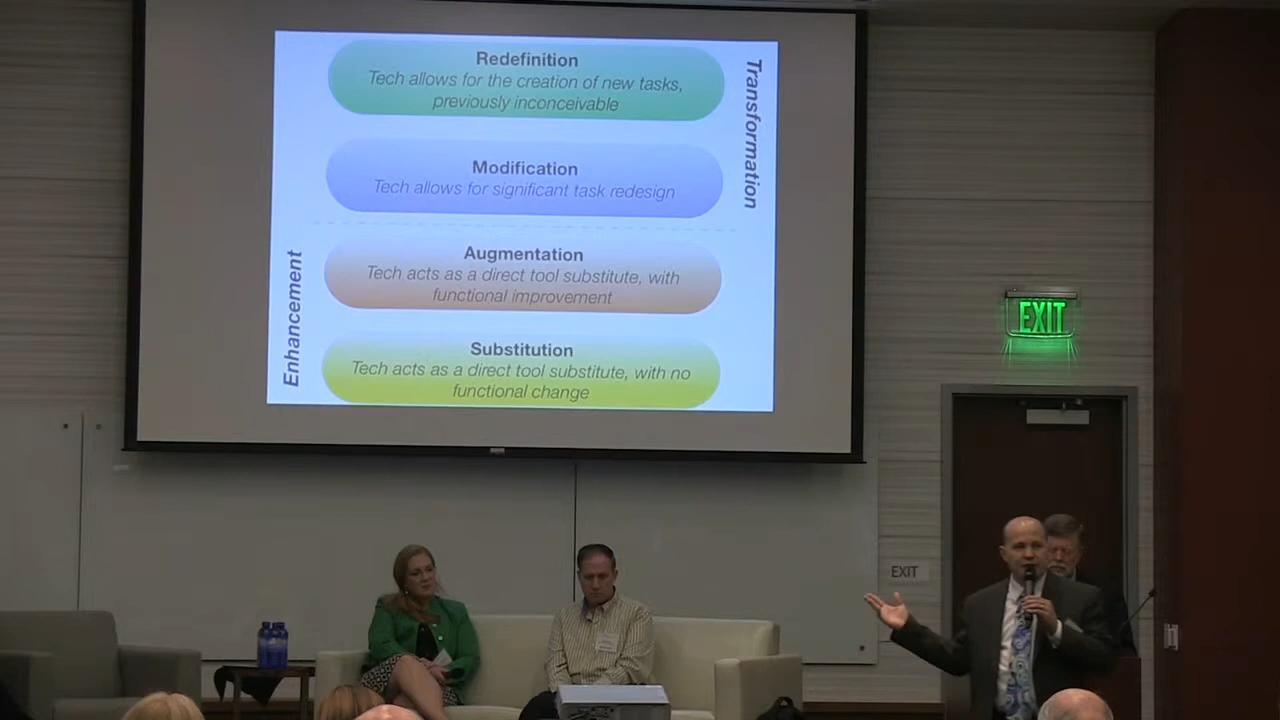 Redefinition
Tech allows for the creation of new tasks,
previously inconceivable
Modification
Tech allows for significant task redesign
Augmentation
Tech acts as a direct tool substitute, with
functional improvement
Substitution
Tech acts as a direct tool substitute, with no
functional change
Transformation
Enhancement
EXIT
EXIT